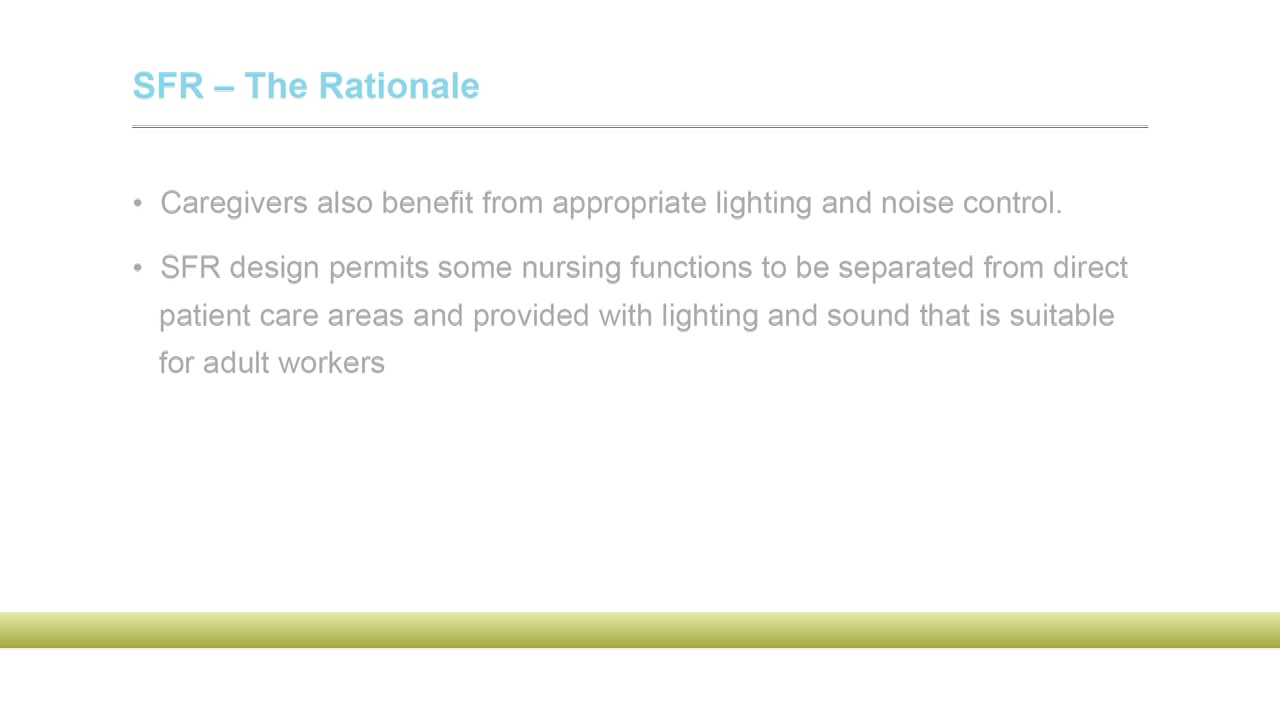 SFR – The Rationale
• Caregivers also benefit from appropriate lighting and noise control.
• SFR design permits some nursing functions to be separated from direct
patient care areas and provided with lighting and sound that is suitable
for adult workers